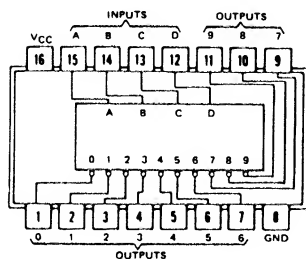 INPUTS OUTPUTS
VCC A B C D 9 8 7
16 15 14 13 12 11 10 9
A B C D
0 1 2 3 4 5 6 7 8 9
1 2 3 4 5 6 7 8
0 1 2 3 4 5 6 GND
OUTPUTS